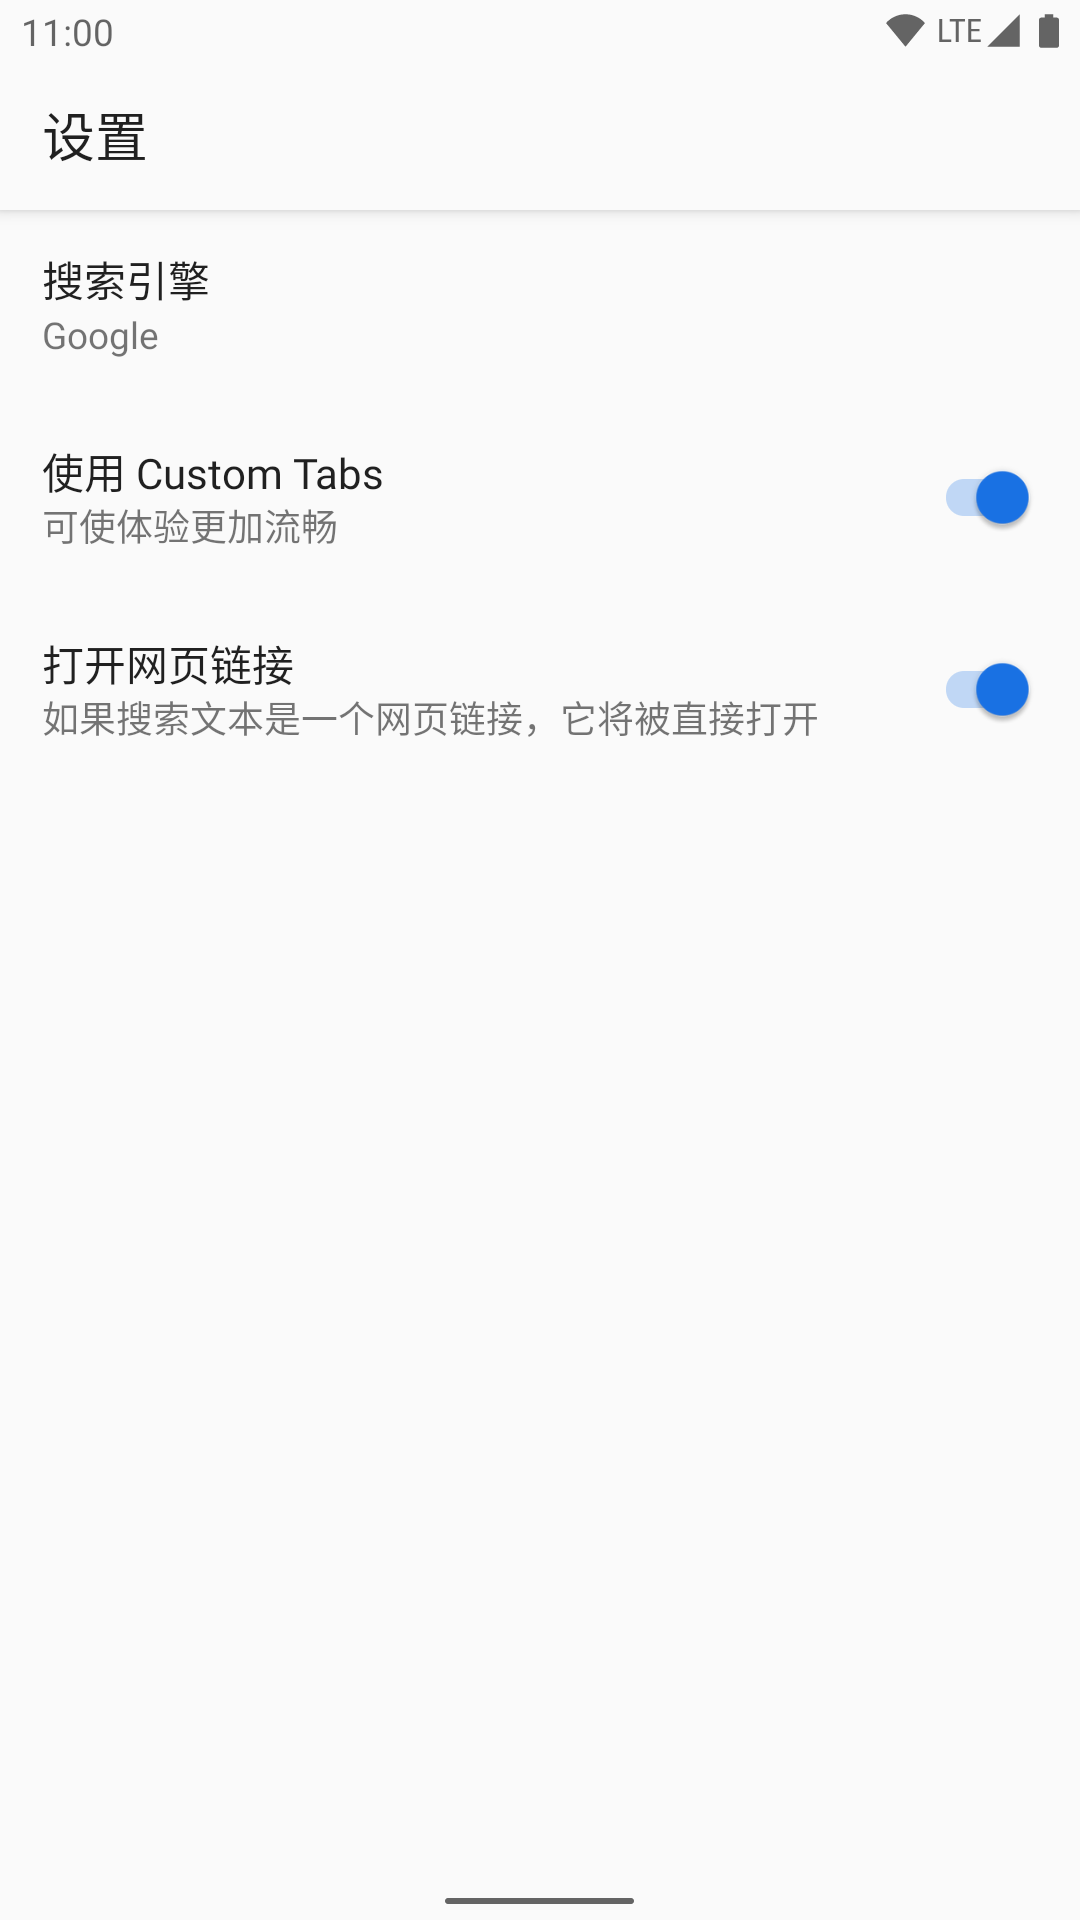 11:00
LTE
设置
搜索引擎
Google
使用 Custom Tabs
可使体验更加流畅
打开网页链接
如果搜索文本是一个网页链接，它将被直接打开